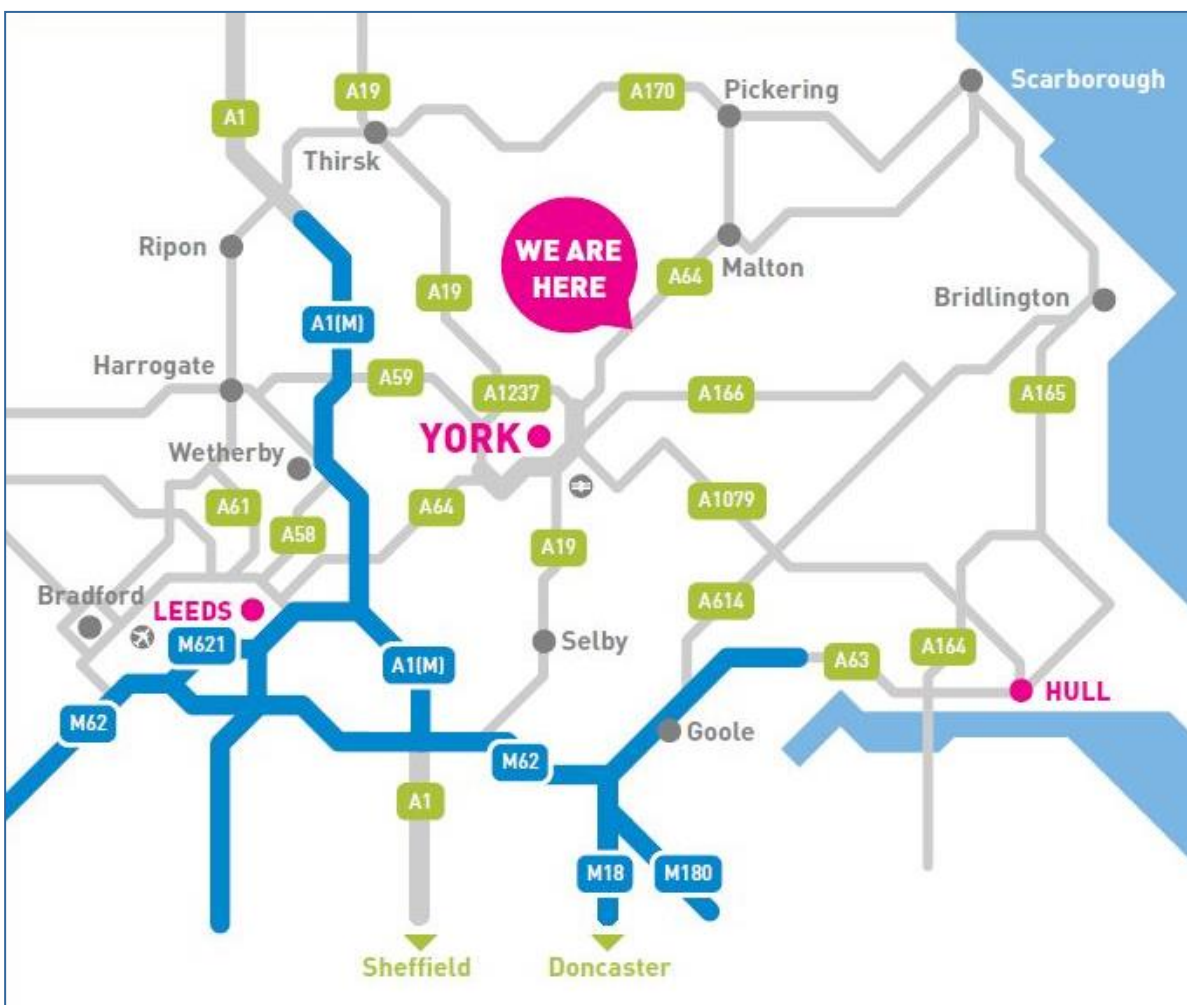 Scarborough
A19
A170
Pickering
A1
Thirsk
Ripon
WE ARE
HERE
Malton
A64
A19
Bridlington
A1(M)
Harrogate
A59
A1237
A166
A165
YORK
Wetherby
A61
A64
A1079
A58
A19
Bradford
LEEDS
A614
M621
Selby
A164
A1(M)
A63
HULL
M62
Goole
M62
A1
M18
M180
Sheffield
Doncaster